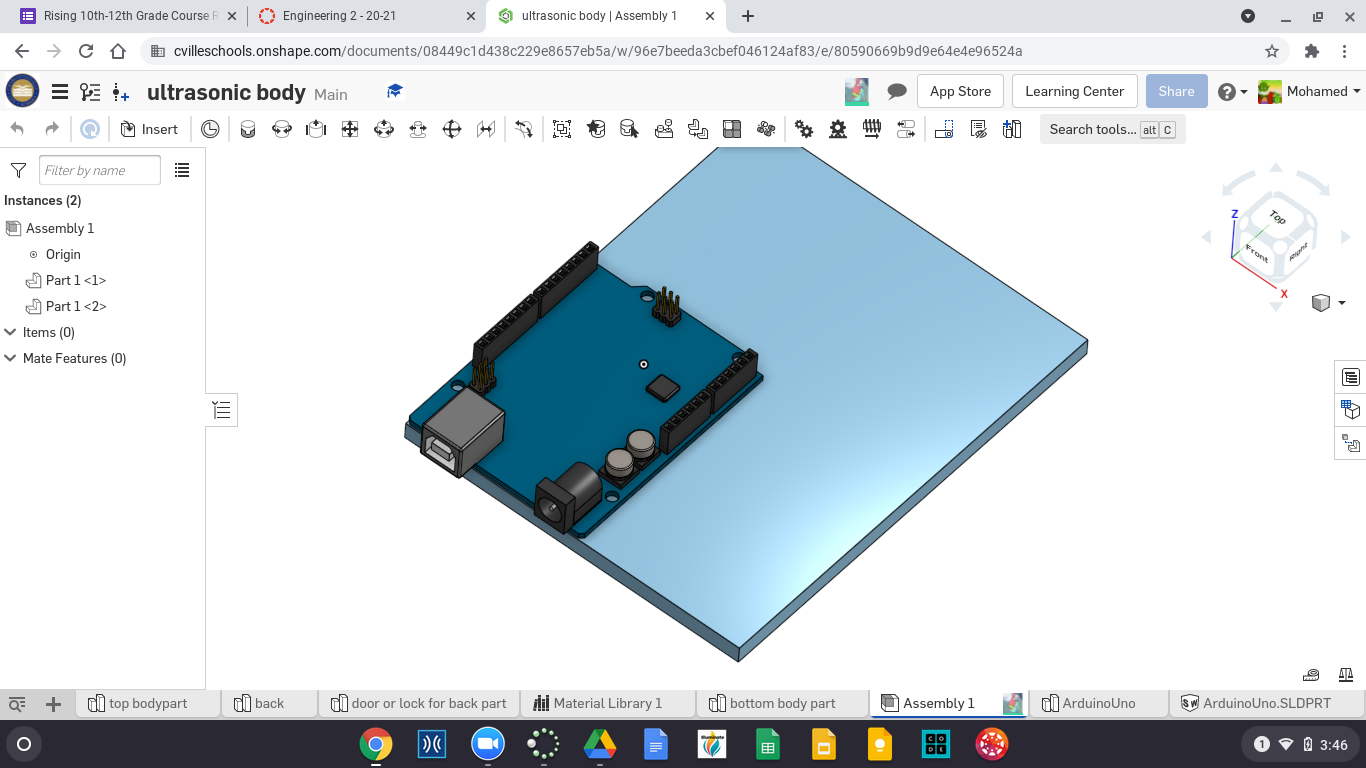 Rising 10th-12th Grade Course R
Engineering 2 - 20-21
ultrasonic body | Assembly 1
cvilleschools.onshape.com/documents/08449c1d438c229e8657eb5a/w/96e7beeda3cbef046124af83/e/80590669b9d9e64e4e96524a
ultrasonic body Main
App Store
Learning Center
Share
Mohamed
Insert
Search tools... alt C
Filter by name
Instances (2)
Assembly 1
Origin
Part 1 <1>
Part 1 <2>
Items (0)
Mate Features (0)
Z
Top
Front
Right
X
top bodypart
back
door or lock for back part
Material Library 1
bottom body part
Assembly 1
ArduinoUno
ArduinoUno.SLDPRT
1
3:46